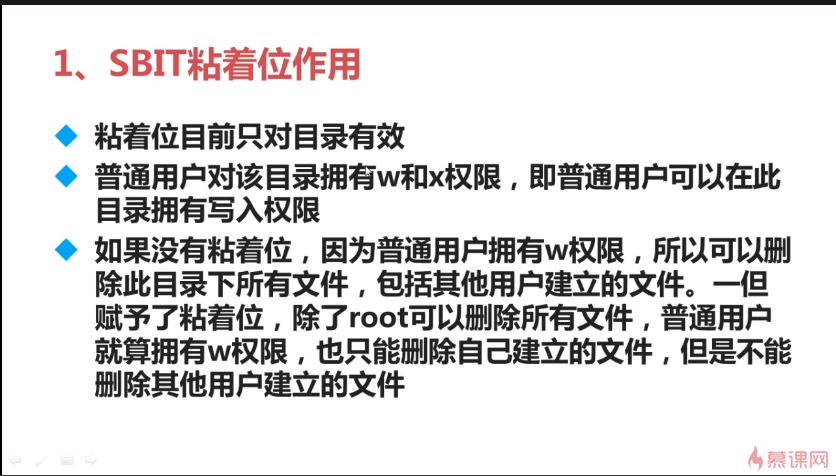 1、SBIT粘着位作用
粘着位目前只对目录有效
普通用户对该目录拥有w和x权限，即普通用户可以在此
目录拥有写入权限
如果没有粘着位，因为普通用户拥有w权限，所以可以删
除此目录下所有文件，包括其他用户建立的文件。一但
赋予了粘着位，除了root可以删除所有文件，普通用户
就算拥有w权限，也只能删除自己建立的文件，但是不能
删除其他用户建立的文件
慕课网